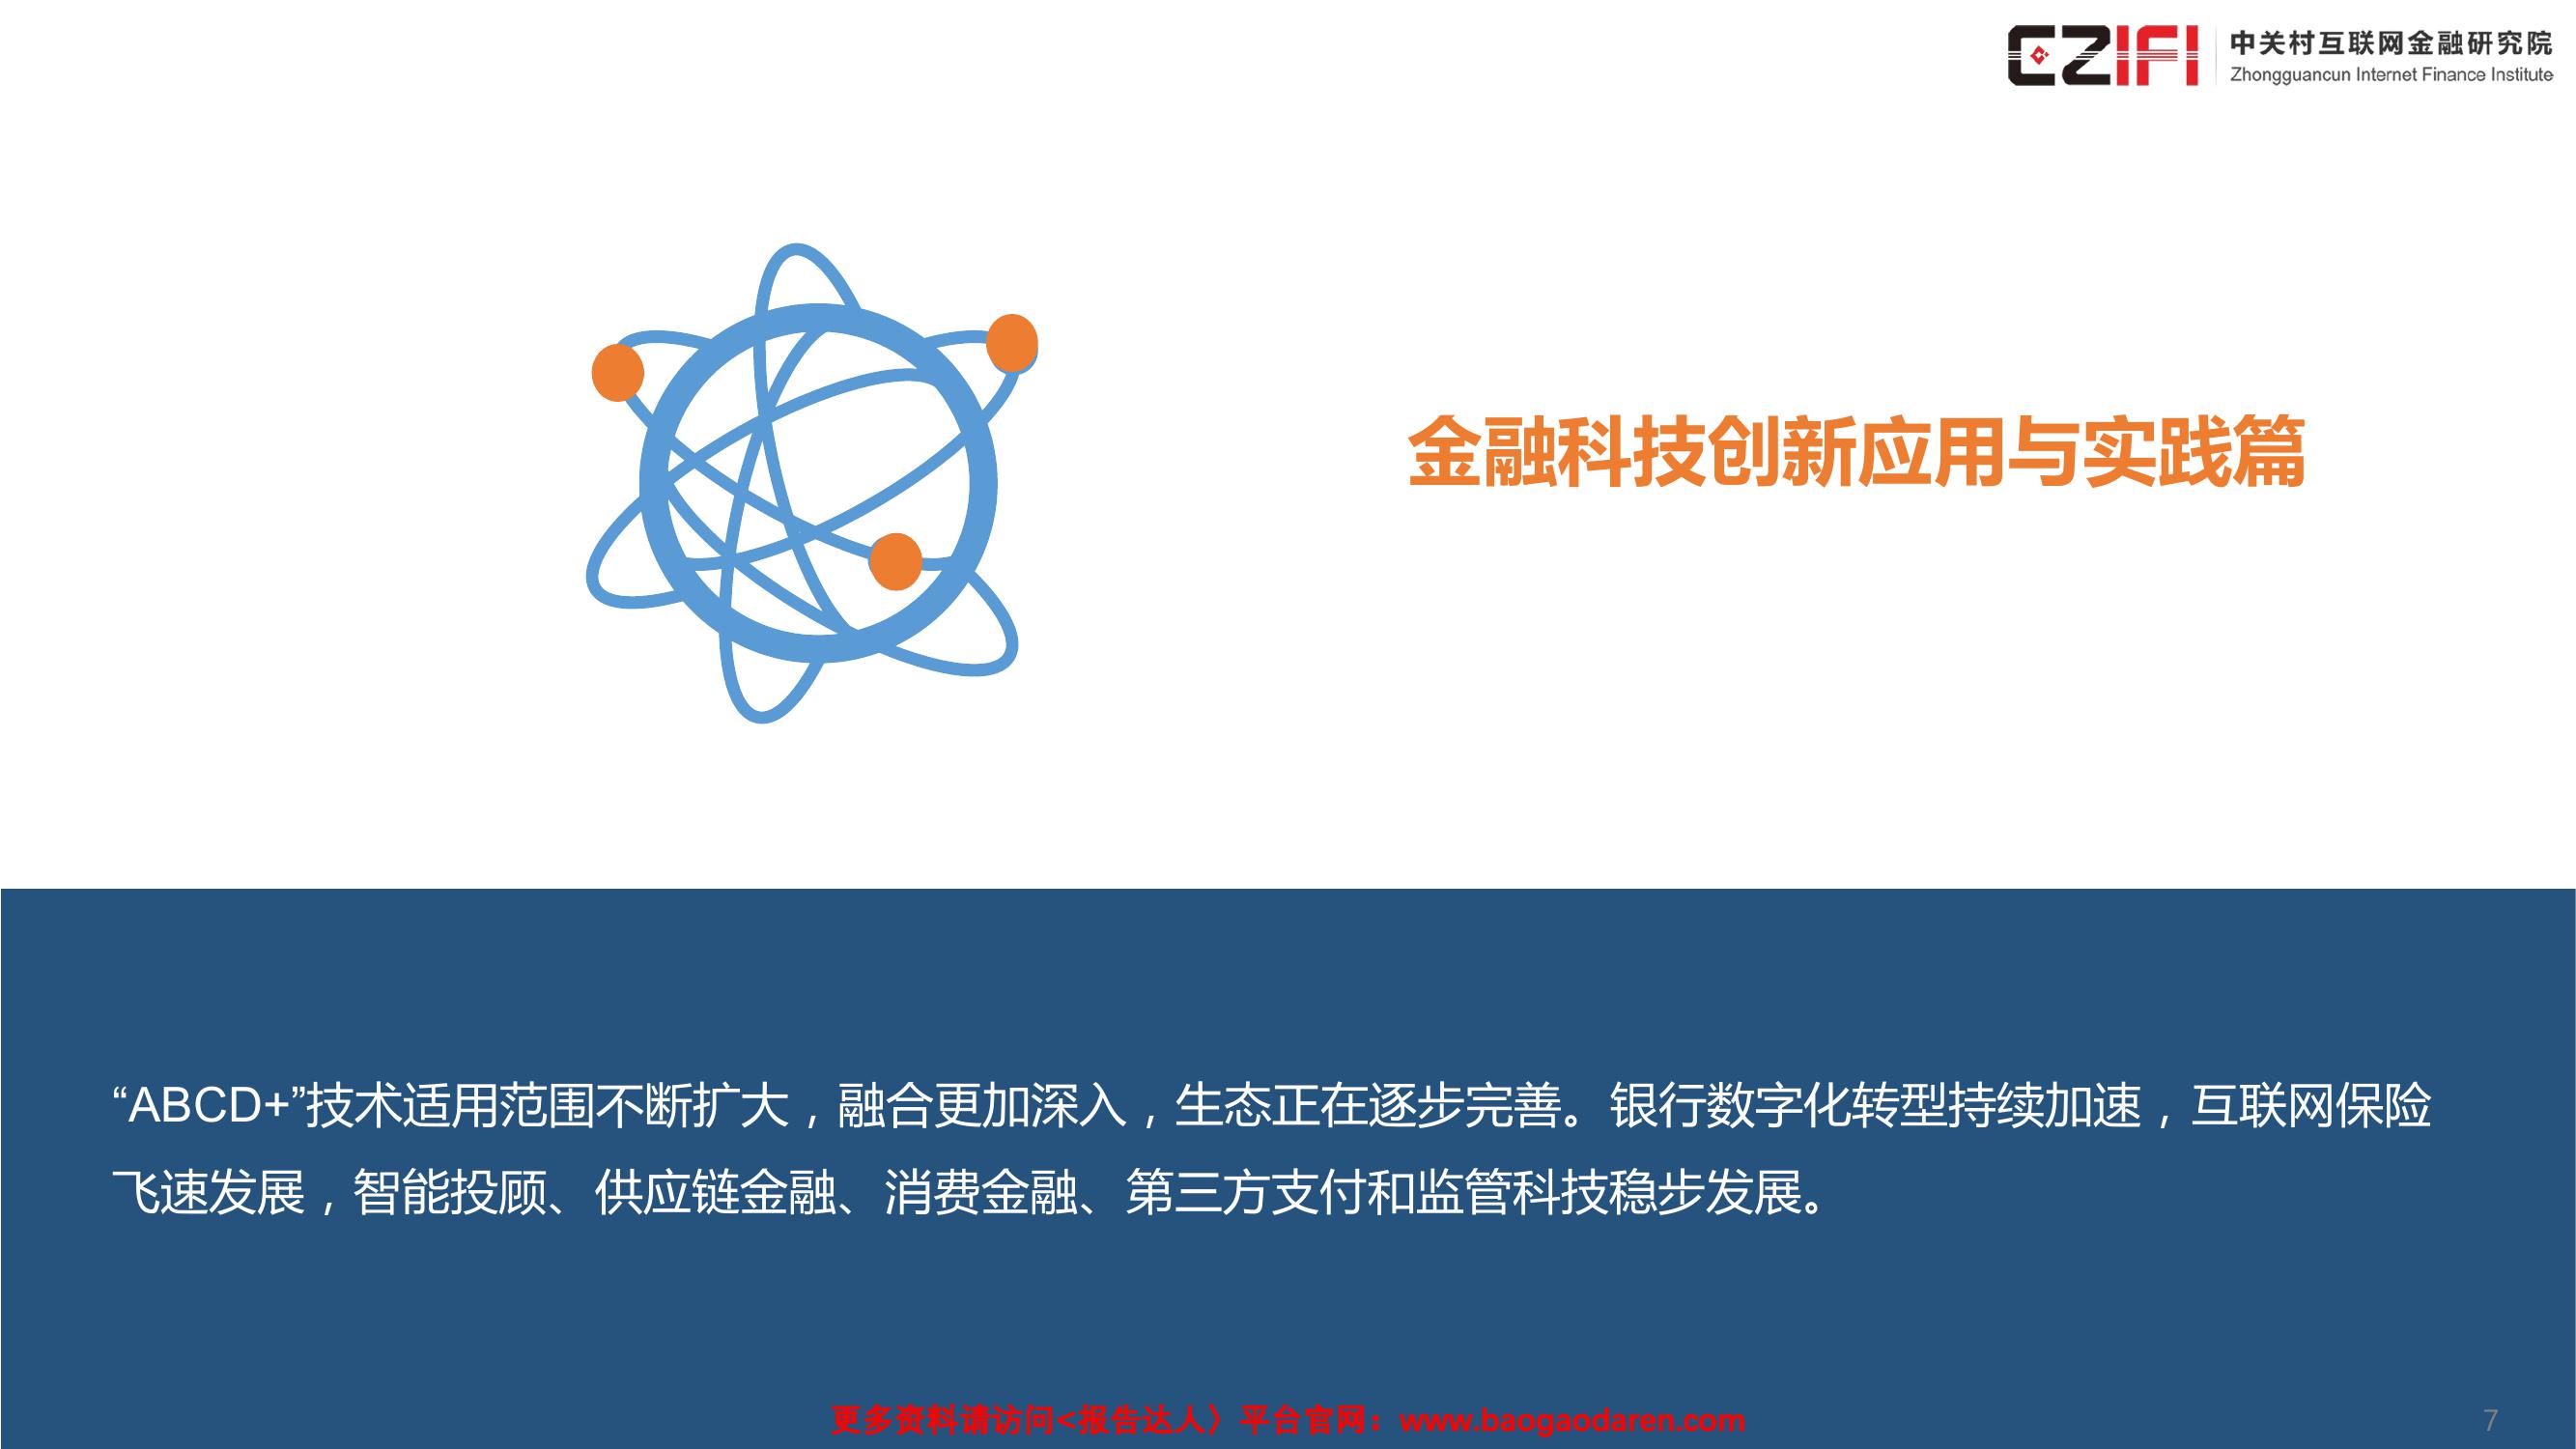 CZIFI
中关村互联网金融研究院
Zhongguancun Internet Finance Institute
金融科技创新应用与实践篇
“ABCD+”技术适用范围不断扩大，融合更加深入，生态正在逐步完善。银行数字化转型持续加速，互联网保险
飞速发展，智能投顾、供应链金融、消费金融、第三方支付和监管科技稳步发展。
更多资料请访问<报告达人〉平台官网：www.baogaodaren.com
7